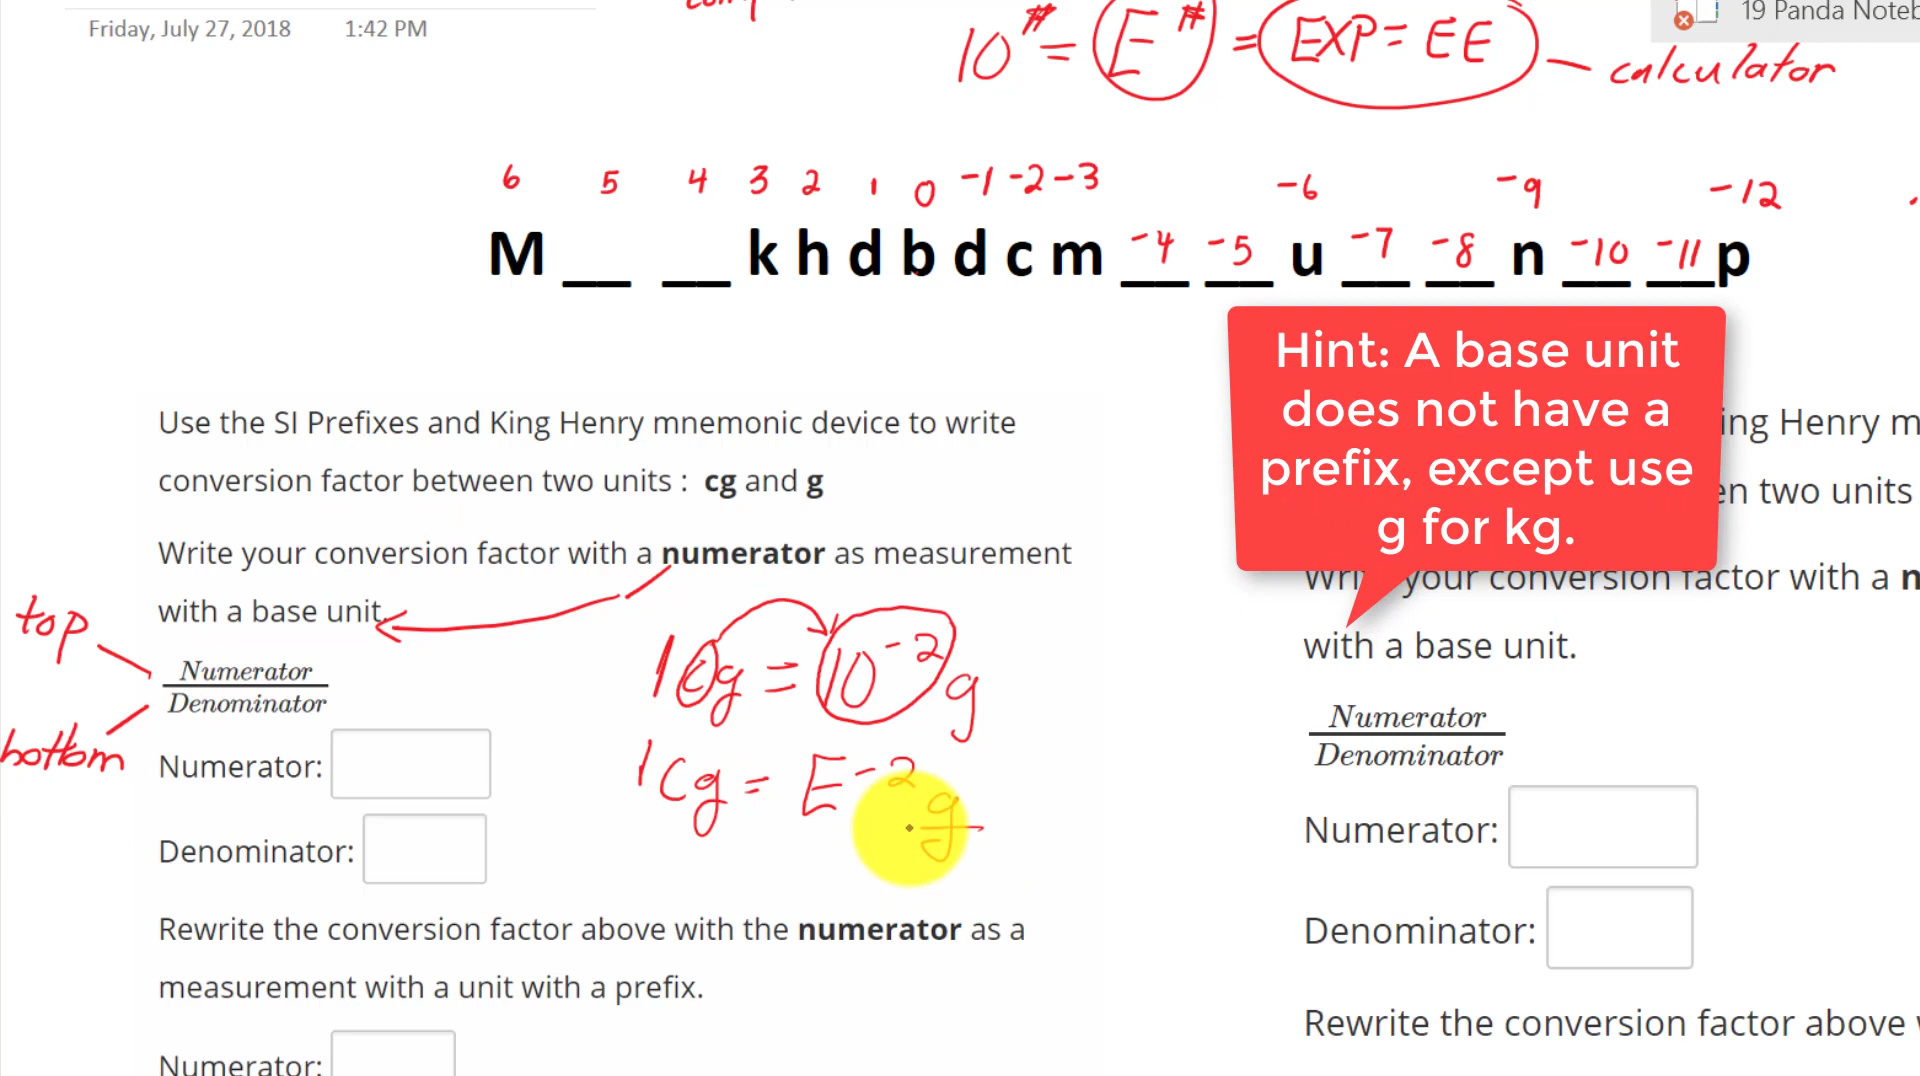 Friday, July 27, 2018 1:42 PM
10^# = E^# = EXP = EE — calculator
19 Panda Noteb
6 5 4 3 2 1 0 -1 -2 -3 -6 -9 -12
M __ __ k h d b d c m -4 -5 u -7 -8 n -10 -11 p
Hint: A base unit
does not have a
prefix, except use
g for kg.
Use the SI Prefixes and King Henry mnemonic device to write
conversion factor between two units : cg and g
Write your conversion factor with a numerator as measurement
with a base unit.
top
Numerator
Denominator
bottom
Numerator:
Denominator:
1 cg = 10^-2 g
1 cg = E^-2 g
Rewrite the conversion factor above with the numerator as a
measurement with a unit with a prefix.
Numerator:
ing Henry m
en two units
Write your conversion factor with a n
with a base unit.
Numerator
Denominator
Numerator:
Denominator:
Rewrite the conversion factor above